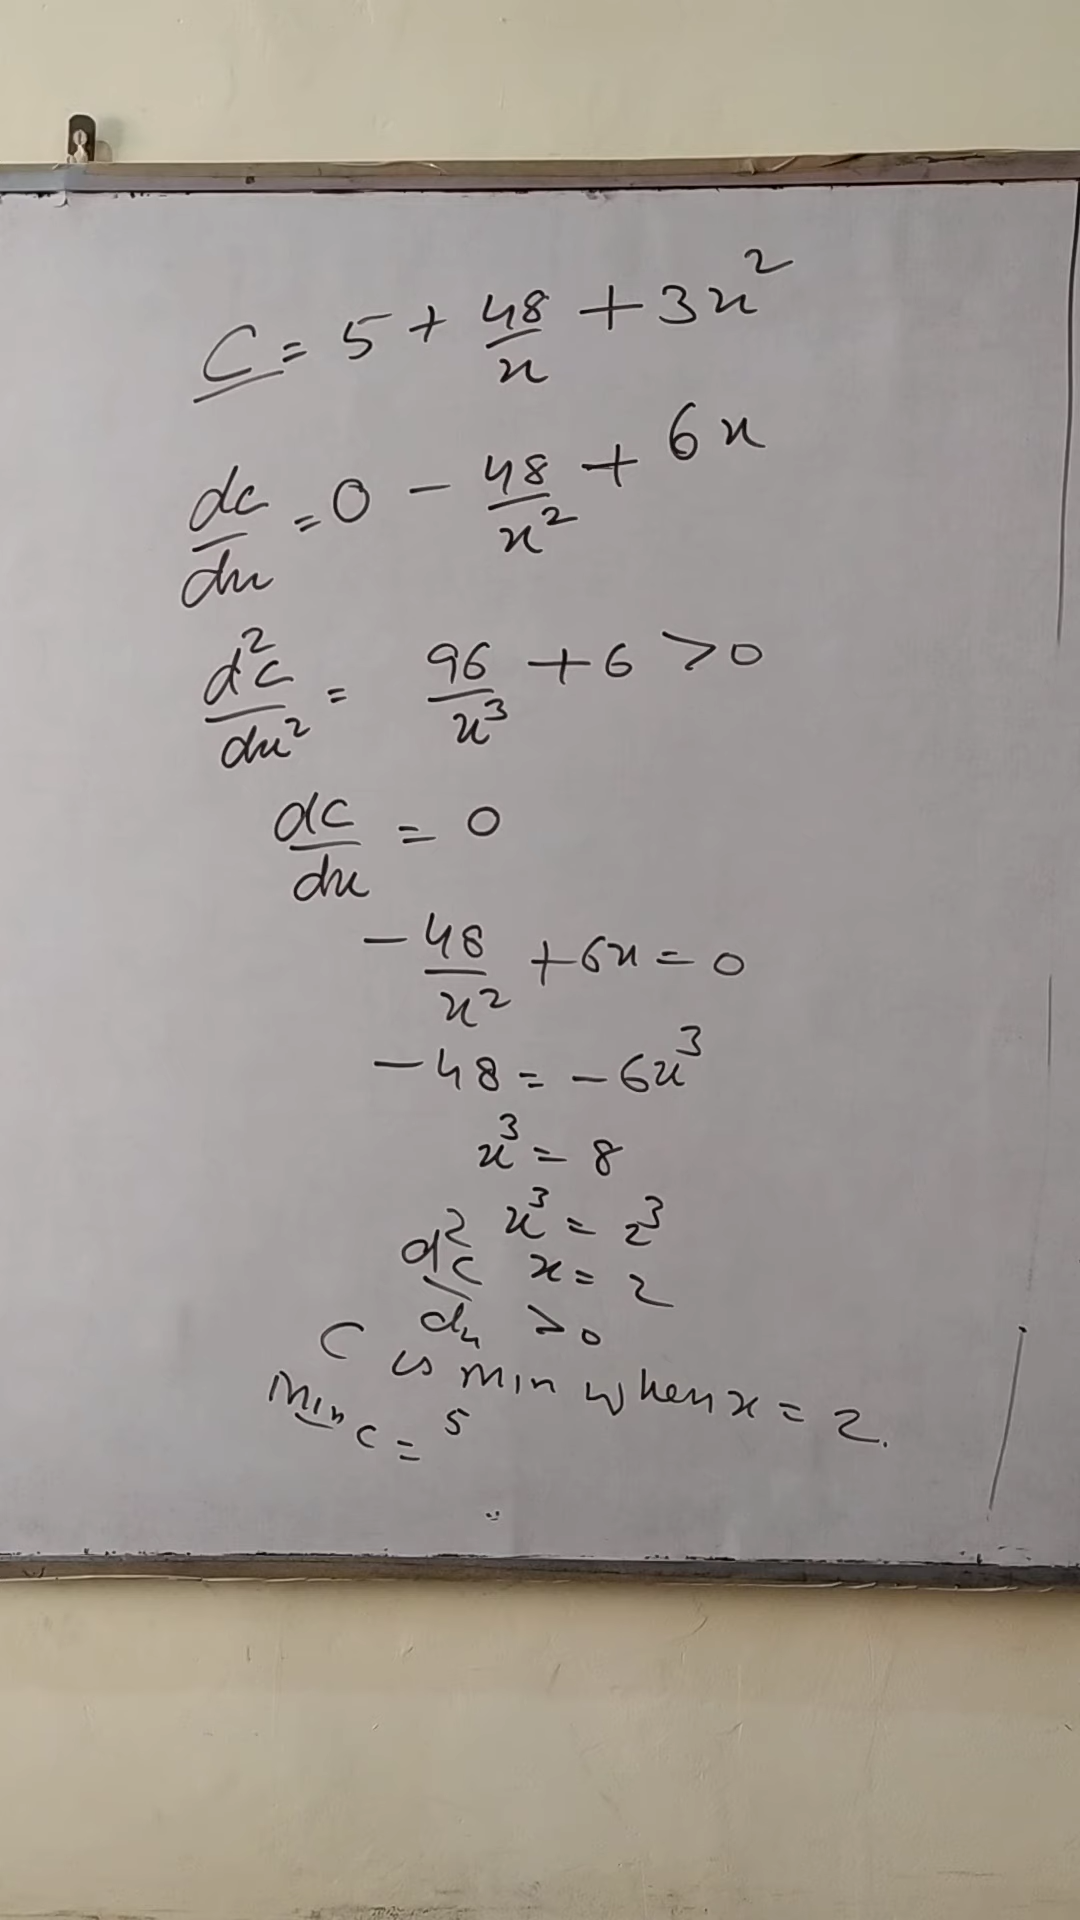 C = 5 + 48/x + 3x²
dc/dx = 0 - 48/x² + 6x
d²c/dx² = 96/x³ + 6 > 0
dc/dx = 0
-48/x² + 6x = 0
-48 = -6x³
x³ = 8
x³ = 2³
x = 2
d²c/dx > 0
C is min when x = 2.
Min C = 5